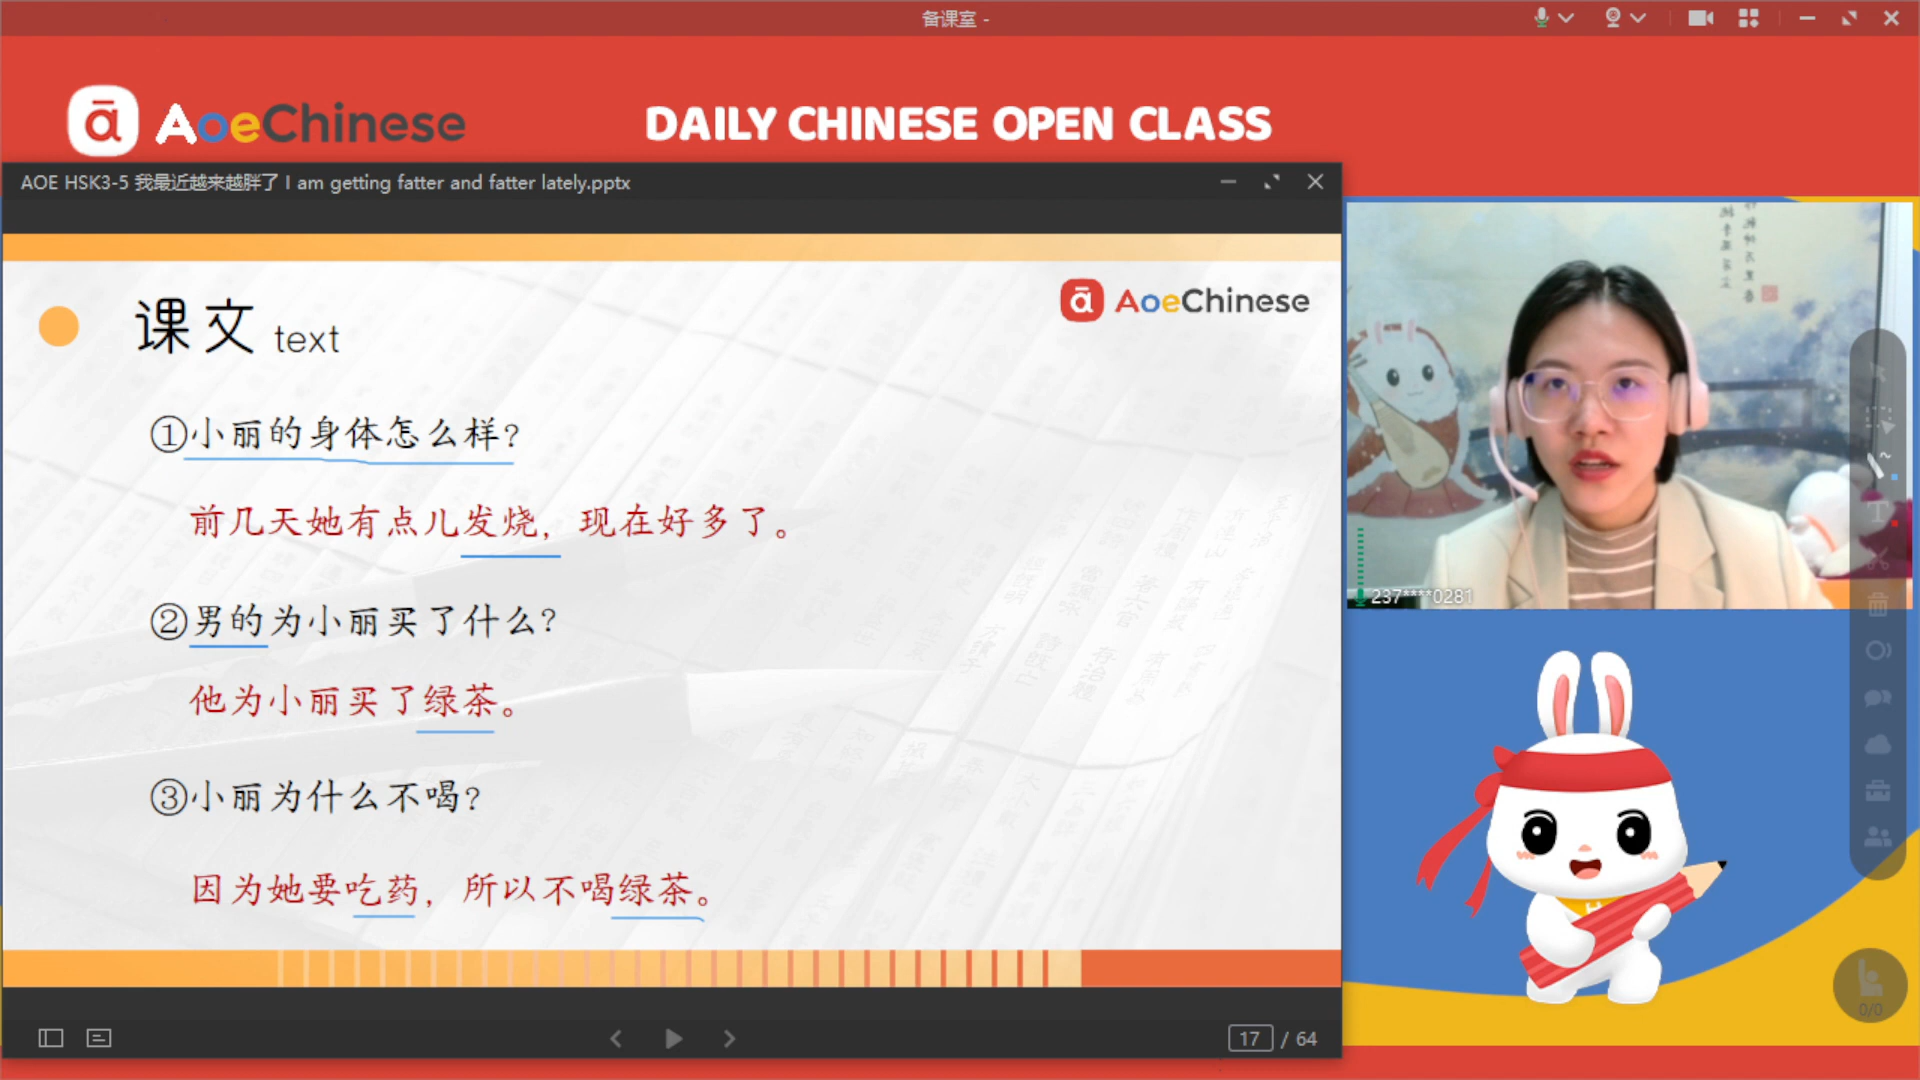 备课室 -
AoeChinese
DAILY CHINESE OPEN CLASS
AOE HSK3-5 我最近越来越胖了 I am getting fatter and fatter lately.pptx
AoeChinese
课文 text
①小丽的身体怎么样?
前几天她有点儿发烧，现在好多了。
②男的为小丽买了什么?
他为小丽买了绿茶。
③小丽为什么不喝?
因为她要吃药，所以不喝绿茶。
17 / 64
237****0281
0/0